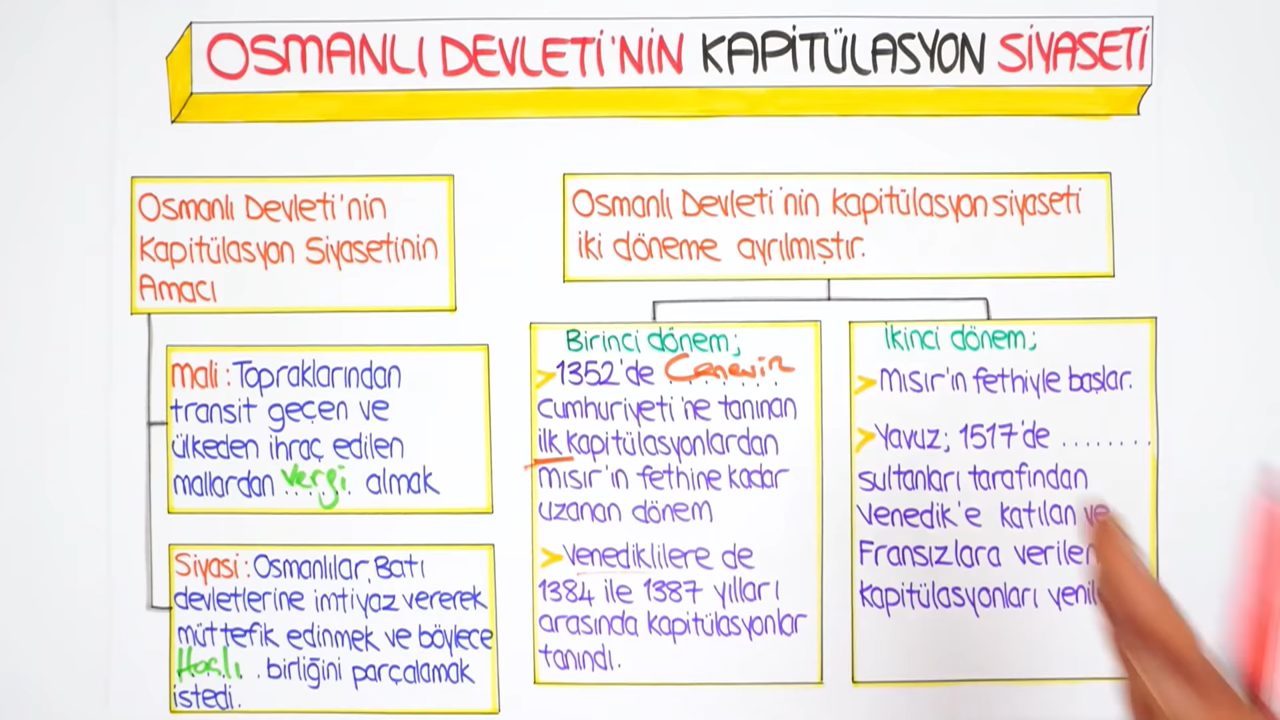 OSMANLI DEVLETİ'NİN KAPİTÜLASYON SİYASETİ
Osmanlı Devleti'nin
Kapitülasyon Siyasetinin
Amacı
Mali : Topraklarından
transit geçen ve
ülkeden ihraç edilen
mallardan vergi almak
Siyasi : Osmanlılar, Batı
devletlerine imtiyaz vererek
müttefik edinmek ve böylece
Haçlı birliğini parçalamak
istedi.
Osmanlı Devleti'nin kapitülasyon siyaseti
iki döneme ayrılmıştır.
Birinci dönem;
➤ 1352'de Ceneviz
Cumhuriyeti'ne tanınan
ilk kapitülasyonlardan
Mısır'ın fethine kadar
uzanan dönem
➤ Venediklilere de
1384 ile 1387 yılları
arasında kapitülasyonlar
tanındı.
İkinci dönem;
➤ Mısır'ın fethiyle başlar.
➤ Yavuz; 1517'de ........
sultanları tarafından
Venedik'e katılan ve
Fransızlara
kapitülasyonları